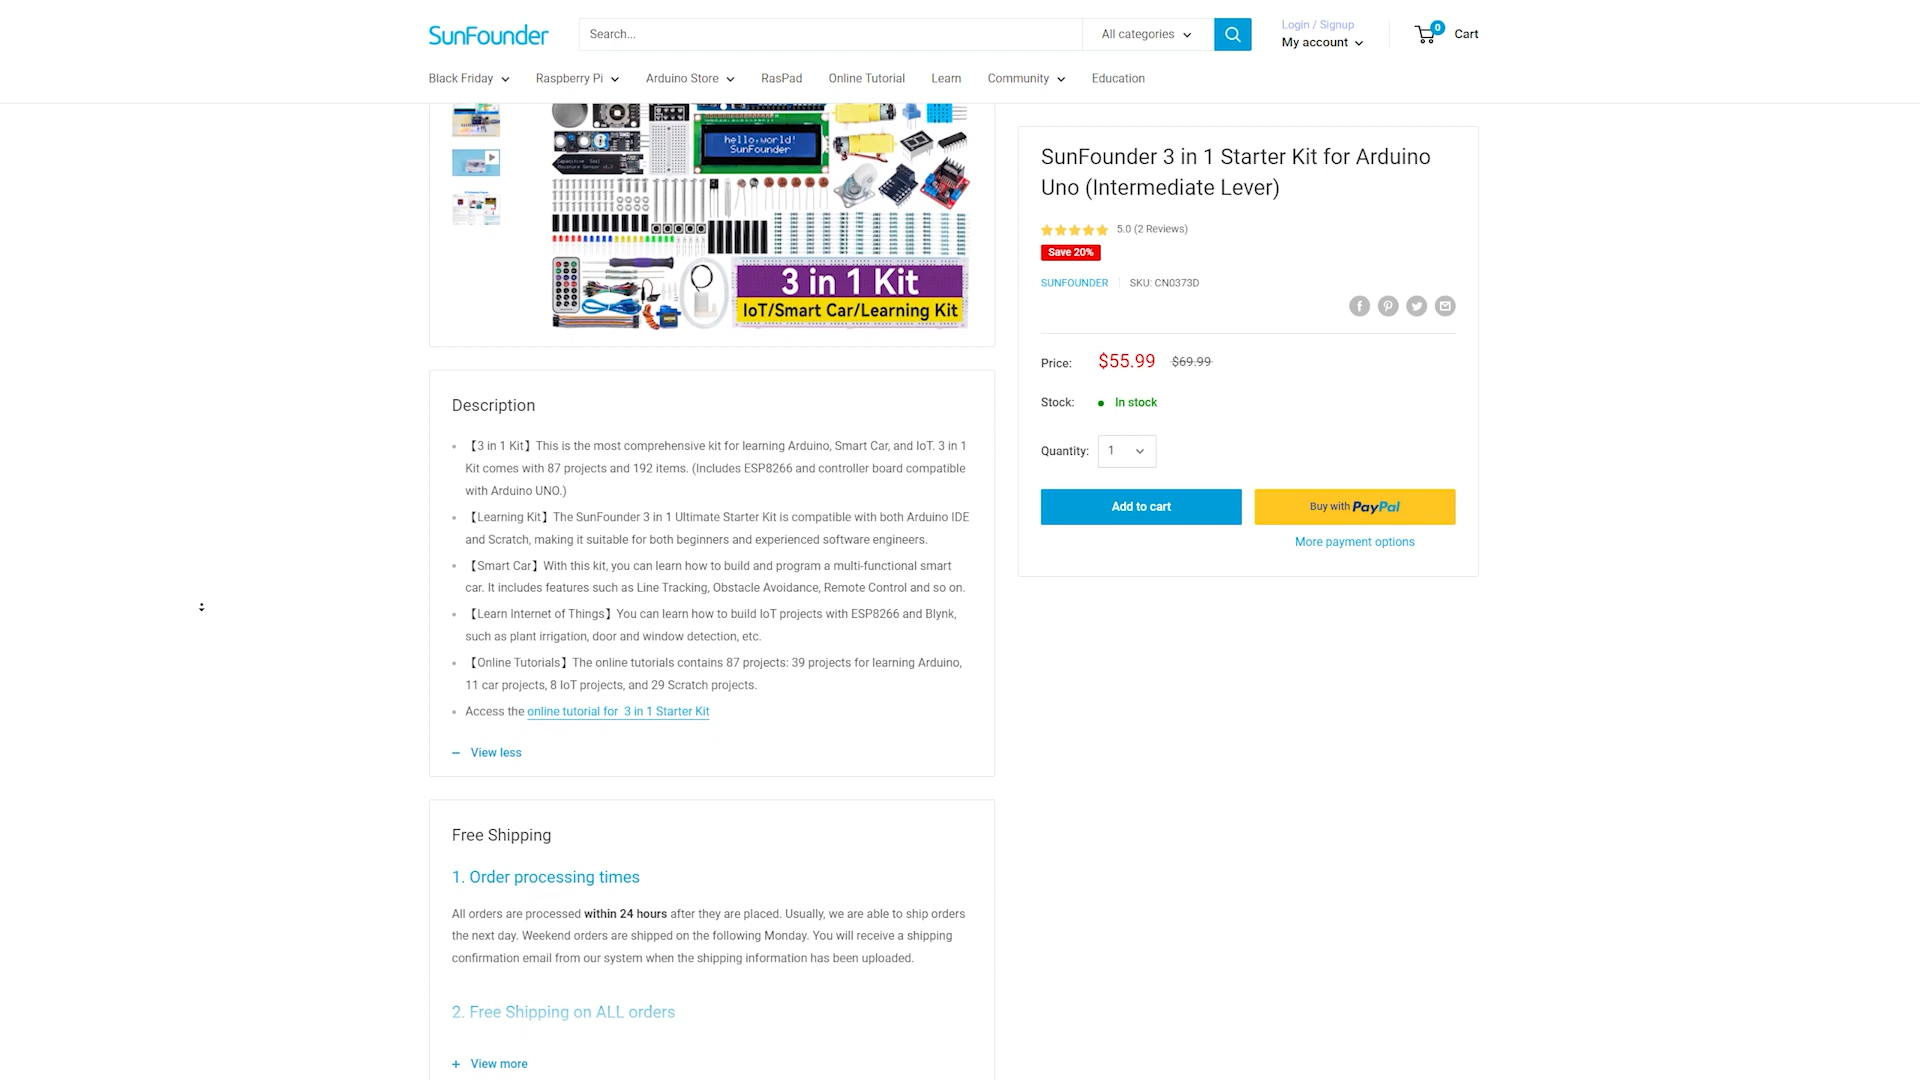 SunFounder
Search...
All categories
Login / Signup
My account
0
Cart
Black Friday
Raspberry Pi
Arduino Store
RasPad
Online Tutorial
Learn
Community
Education
hello,world!
SunFounder
3 in 1 Kit
IoT/Smart Car/Learning Kit
SunFounder 3 in 1 Starter Kit for Arduino
Uno (Intermediate Lever)
5.0 (2 Reviews)
Save 20%
SUNFOUNDER
SKU: CN0373D
Price: $55.99 $69.99
Stock: In stock
Quantity: 1
Add to cart
Buy with PayPal
More payment options
Description
【3 in 1 Kit】This is the most comprehensive kit for learning Arduino, Smart Car, and IoT. 3 in 1
Kit comes with 87 projects and 192 items. (Includes ESP8266 and controller board compatible
with Arduino UNO.)
【Learning Kit】The SunFounder 3 in 1 Ultimate Starter Kit is compatible with both Arduino IDE
and Scratch, making it suitable for both beginners and experienced software engineers.
【Smart Car】With this kit, you can learn how to build and program a multi-functional smart
car. It includes features such as Line Tracking, Obstacle Avoidance, Remote Control and so on.
【Learn Internet of Things】You can learn how to build IoT projects with ESP8266 and Blynk,
such as plant irrigation, door and window detection, etc.
【Online Tutorials】The online tutorials contains 87 projects: 39 projects for learning Arduino,
11 car projects, 8 IoT projects, and 29 Scratch projects.
Access the online tutorial for 3 in 1 Starter Kit
− View less
Free Shipping
1. Order processing times
All orders are processed within 24 hours after they are placed. Usually, we are able to ship orders
the next day. Weekend orders are shipped on the following Monday. You will receive a shipping
confirmation email from our system when the shipping information has been uploaded.
2. Free Shipping on ALL orders
+ View more